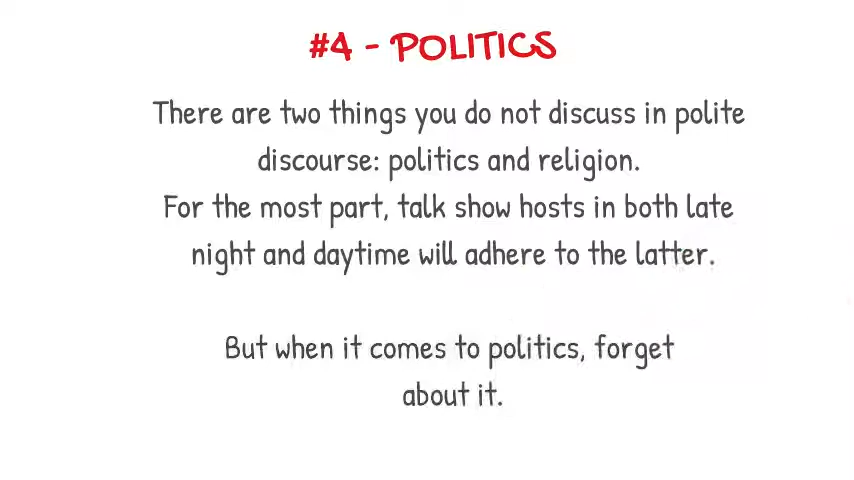 #4 - POLITICS
There are two things you do not discuss in polite
discourse: politics and religion.
For the most part, talk show hosts in both late
night and daytime will adhere to the latter.
But when it comes to politics, forget
about it.